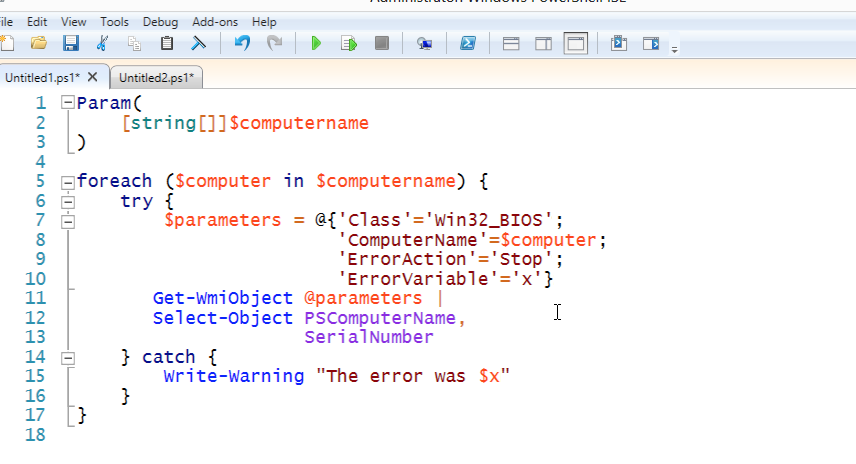 Administrator: Windows PowerShell ISE
File Edit View Tools Debug Add-ons Help
Untitled1.ps1* X Untitled2.ps1*
1 Param(
2 [string[]]$computername
3 )
4
5 foreach ($computer in $computername) {
6 try {
7 $parameters = @{'Class'='Win32_BIOS';
8 'ComputerName'=$computer;
9 'ErrorAction'='Stop';
10 'ErrorVariable'='x'}
11 Get-WmiObject @parameters |
12 Select-Object PSComputerName,
13 SerialNumber
14 } catch {
15 Write-Warning "The error was $x"
16 }
17 }
18